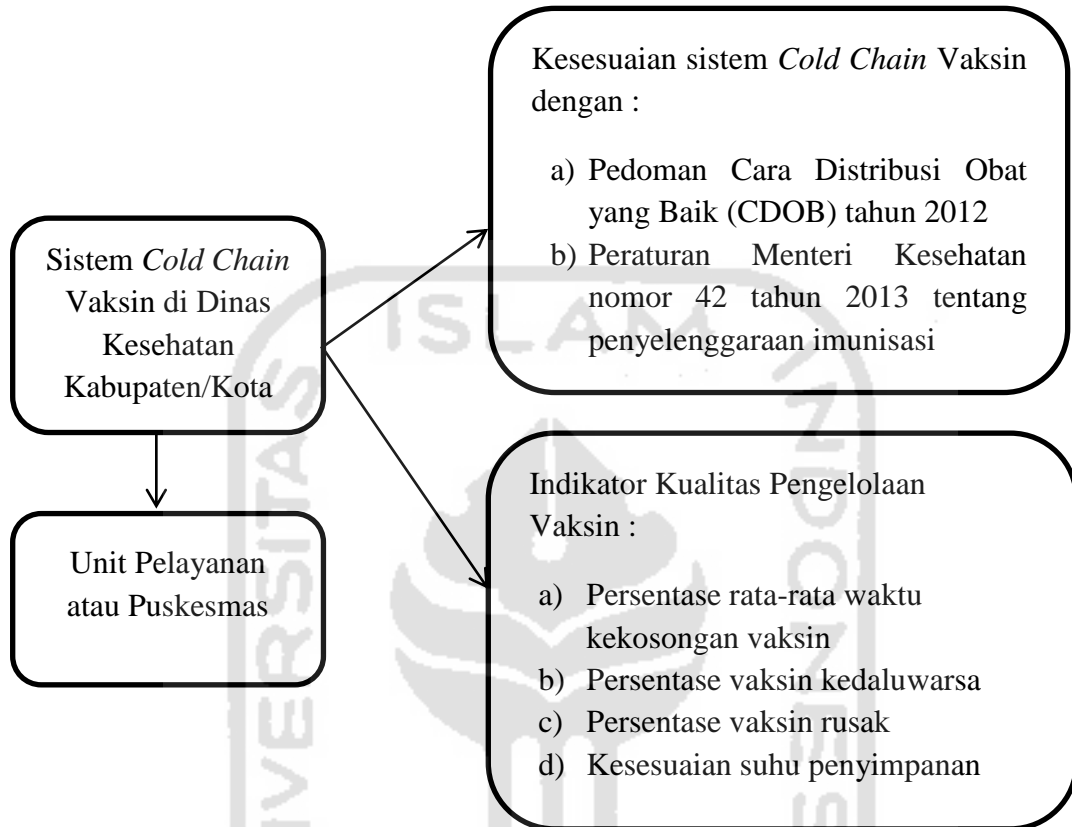 Kesesuaian sistem Cold Chain Vaksin
dengan :
a) Pedoman Cara Distribusi Obat
yang Baik (CDOB) tahun 2012
b) Peraturan Menteri Kesehatan
nomor 42 tahun 2013 tentang
penyelenggaraan imunisasi
Sistem Cold Chain
Vaksin di Dinas
Kesehatan
Kabupaten/Kota
Unit Pelayanan
atau Puskesmas
Indikator Kualitas Pengelolaan
Vaksin :
a) Persentase rata-rata waktu
kekosongan vaksin
b) Persentase vaksin kedaluwarsa
c) Persentase vaksin rusak
d) Kesesuaian suhu penyimpanan
ISLAM